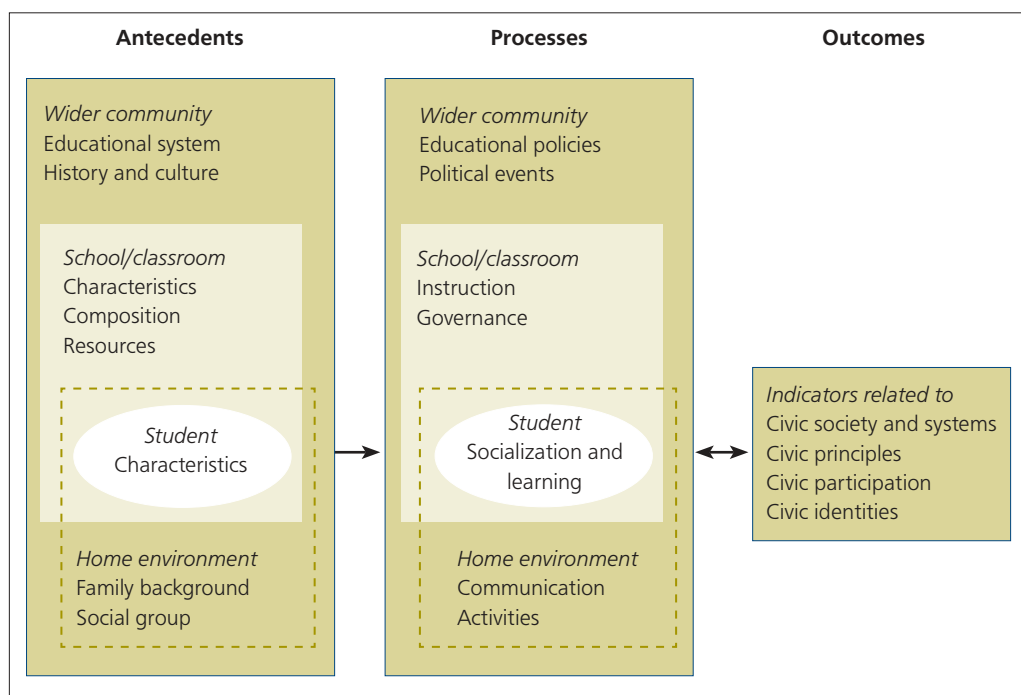 Antecedents
Processes
Outcomes
Wider community
Educational system
History and culture
School/classroom
Characteristics
Composition
Resources
Student
Characteristics
Home environment
Family background
Social group
Wider community
Educational policies
Political events
School/classroom
Instruction
Governance
Student
Socialization and
learning
Home environment
Communication
Activities
Indicators related to
Civic society and systems
Civic principles
Civic participation
Civic identities